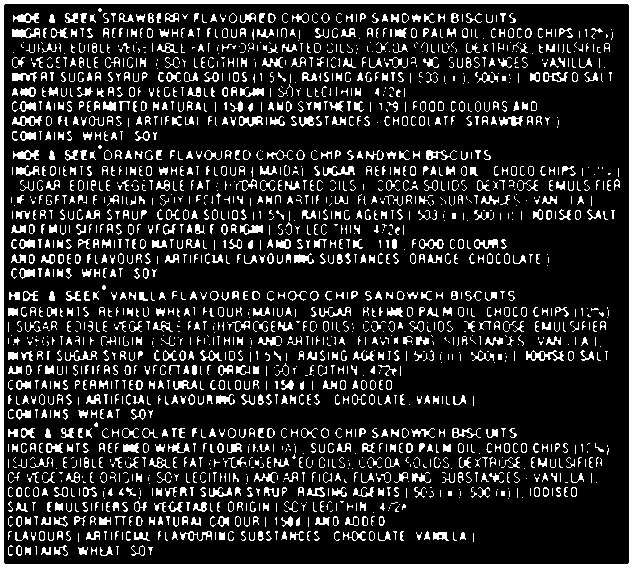 HIDE & SEEK* STRAWBERRY FLAVOURED CHOCO CHIP SANDWICH BISCUITS
INGREDIENTS REFINED WHEAT FLOUR (MAIDA), SUGAR, REFINED PALM OIL, CHOCO CHIPS (12%)
[ SUGAR, EDIBLE VEGETABLE FAT (HYDROGENATED OILS), COCOA SOLIDS, DEXTROSE, EMULSIFIER
OF VEGETABLE ORIGIN ( SOY LECITHIN ) AND ARTIFICIAL FLAVOURING SUBSTANCES - VANILLA ],
INVERT SUGAR SYRUP, COCOA SOLIDS (1.5%), RAISING AGENTS [ 503 (ii), 500(ii) ], IODISED SALT
AND EMULSIFIERS OF VEGETABLE ORIGIN [ SOY LECITHIN, 472e]
CONTAINS PERMITTED NATURAL [ 150 d ] AND SYNTHETIC [ 129 ] FOOD COLOURS AND
ADDED FLAVOURS [ ARTIFICIAL FLAVOURING SUBSTANCES - CHOCOLATE, STRAWBERRY ]
CONTAINS WHEAT, SOY
HIDE & SEEK* ORANGE FLAVOURED CHOCO CHIP SANDWICH BISCUITS
INGREDIENTS REFINED WHEAT FLOUR ( MAIDA), SUGAR, REFINED PALM OIL, CHOCO CHIPS
[ SUGAR, EDIBLE VEGETABLE FAT (HYDROGENATED OILS), COCOA SOLIDS, DEXTROSE, EMULSIFIER
OF VEGETABLE ORIGIN ( SOY LECITHIN ) AND ARTIFICIAL FLAVOURING SUBSTANCES - VANILLA ],
INVERT SUGAR SYRUP, COCOA SOLIDS (1.5%), RAISING AGENTS [ 503 (ii), 500 (ii) ], IODISED SALT
AND EMULSIFIERS OF VEGETABLE ORIGIN [ SOY LECITHIN, 472e]
CONTAINS PERMITTED NATURAL [ 150 d ] AND SYNTHETIC [ 110 ] FOOD COLOURS
AND ADDED FLAVOURS [ ARTIFICIAL FLAVOURING SUBSTANCES - ORANGE, CHOCOLATE ]
CONTAINS WHEAT, SOY
HIDE & SEEK* VANILLA FLAVOURED CHOCO CHIP SANDWICH BISCUITS
INGREDIENTS REFINED WHEAT FLOUR (MAIDA), SUGAR, REFINED PALM OIL, CHOCO CHIPS (12%)
[ SUGAR, EDIBLE VEGETABLE FAT (HYDROGENATED OILS), COCOA SOLIDS, DEXTROSE, EMULSIFIER
OF VEGETABLE ORIGIN ( SOY LECITHIN ) AND ARTIFICIAL FLAVOURING SUBSTANCES - VANILLA ],
INVERT SUGAR SYRUP, COCOA SOLIDS (1.5%), RAISING AGENTS [ 503 (ii), 500(ii) ], IODISED SALT
AND EMULSIFIERS OF VEGETABLE ORIGIN [ SOY LECITHIN, 472e]
CONTAINS PERMITTED NATURAL COLOUR [ 150 d ] AND ADDED
FLAVOURS [ ARTIFICIAL FLAVOURING SUBSTANCES - CHOCOLATE, VANILLA ]
CONTAINS WHEAT, SOY
HIDE & SEEK* CHOCOLATE FLAVOURED CHOCO CHIP SANDWICH BISCUITS
INGREDIENTS REFINED WHEAT FLOUR (MAIDA), SUGAR, REFINED PALM OIL, CHOCO CHIPS (12%)
[SUGAR, EDIBLE VEGETABLE FAT (HYDROGENATED OILS), COCOA SOLIDS, DEXTROSE, EMULSIFIER
OF VEGETABLE ORIGIN ( SOY LECITHIN ) AND ARTIFICIAL FLAVOURING SUBSTANCES - VANILLA ],
COCOA SOLIDS (4.4%), INVERT SUGAR SYRUP, RAISING AGENTS [ 503 (ii), 500 (ii) ], IODISED
SALT, EMULSIFIERS OF VEGETABLE ORIGIN [ SOY LECITHIN, 472e
CONTAINS PERMITTED NATURAL COLOUR [ 150d ] AND ADDED
FLAVOURS [ ARTIFICIAL FLAVOURING SUBSTANCES - CHOCOLATE, VANILLA ]
CONTAINS WHEAT, SOY